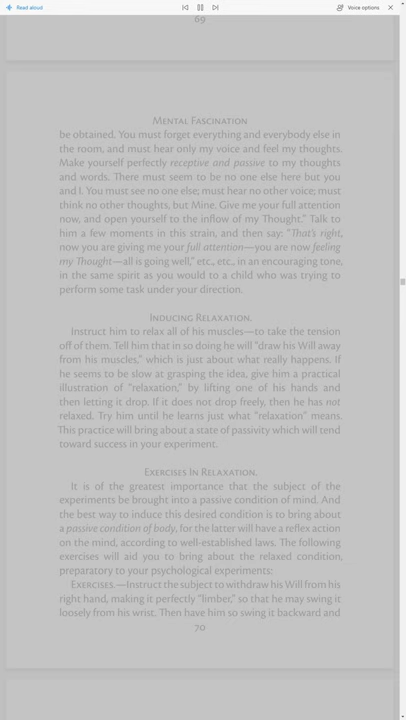 Read aloud
Voice options
69
Mental Fascination
be obtained. You must forget everything and everybody else in
the room, and must hear only my voice and feel my thoughts.
Make yourself perfectly receptive and passive to my thoughts
and words. There must seem to be no one else here but you
and I. You must see no one else; must hear no other voice; must
think no other thoughts, but Mine. Give me your full attention
now, and open yourself to the inflow of my Thought.” Talk to
him a few moments in this strain, and then say: “That’s right,
now you are giving me your full attention—you are now feeling
my Thought—all is going well,” etc., etc., in an encouraging tone,
in the same spirit as you would to a child who was trying to
perform some task under your direction.
Inducing Relaxation.
Instruct him to relax all of his muscles—to take the tension
off of them. Tell him that in so doing he will “draw his Will away
from his muscles,” which is just about what really happens. If
he seems to be slow at grasping the idea, give him a practical
illustration of “relaxation,” by lifting one of his hands and
then letting it drop. If it does not drop freely, then he has not
relaxed. Try him until he learns just what “relaxation” means.
This practice will bring about a state of passivity which will tend
toward success in your experiment.
Exercises In Relaxation.
It is of the greatest importance that the subject of the
experiments be brought into a passive condition of mind. And
the best way to induce this desired condition is to bring about
a passive condition of body, for the latter will have a reflex action
on the mind, according to well-established laws. The following
exercises will aid you to bring about the relaxed condition,
preparatory to your psychological experiments:
Exercises.—Instruct the subject to withdraw his Will from his
right hand, making it perfectly “limber,” so that he may swing it
loosely from his wrist. Then have him so swing it backward and
70